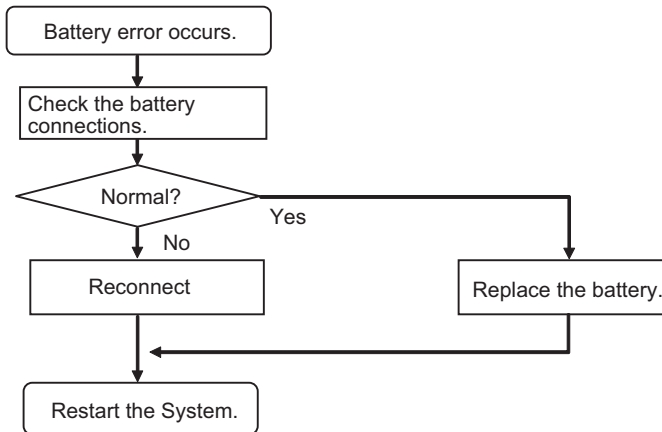 Battery error occurs.
Check the battery
connections.
Normal?
Yes
No
Reconnect
Replace the battery.
Restart the System.